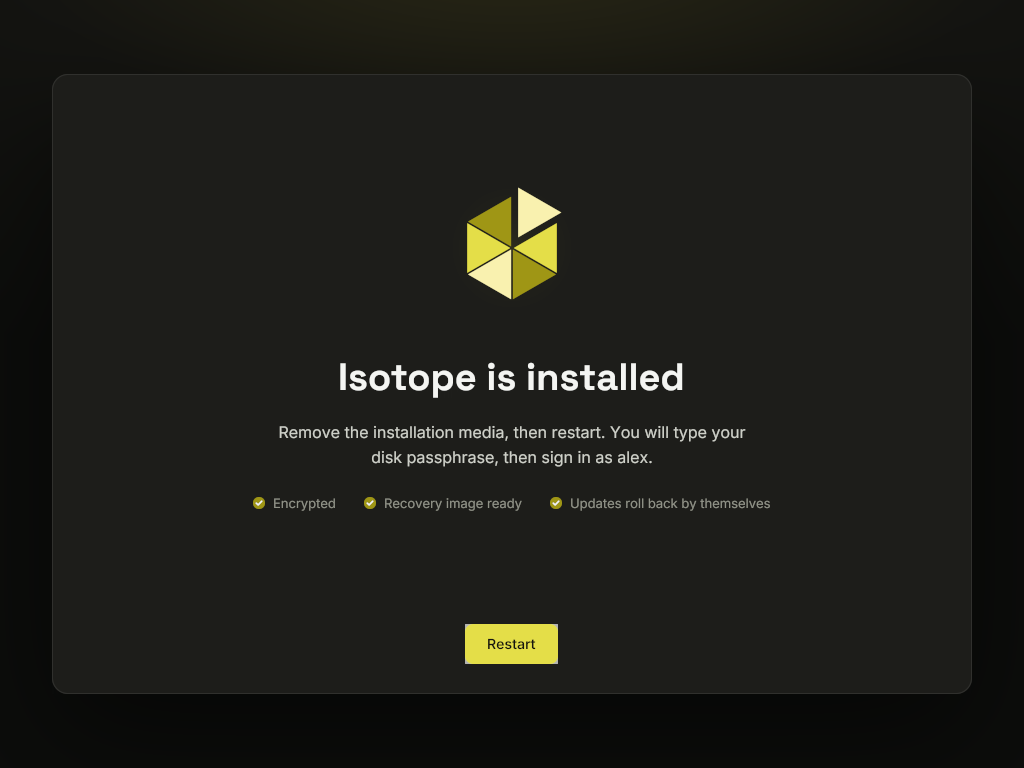 Isotope is installed
Remove the installation media, then restart. You will type your
disk passphrase, then sign in as alex.
Encrypted
Recovery image ready
Updates roll back by themselves
Restart